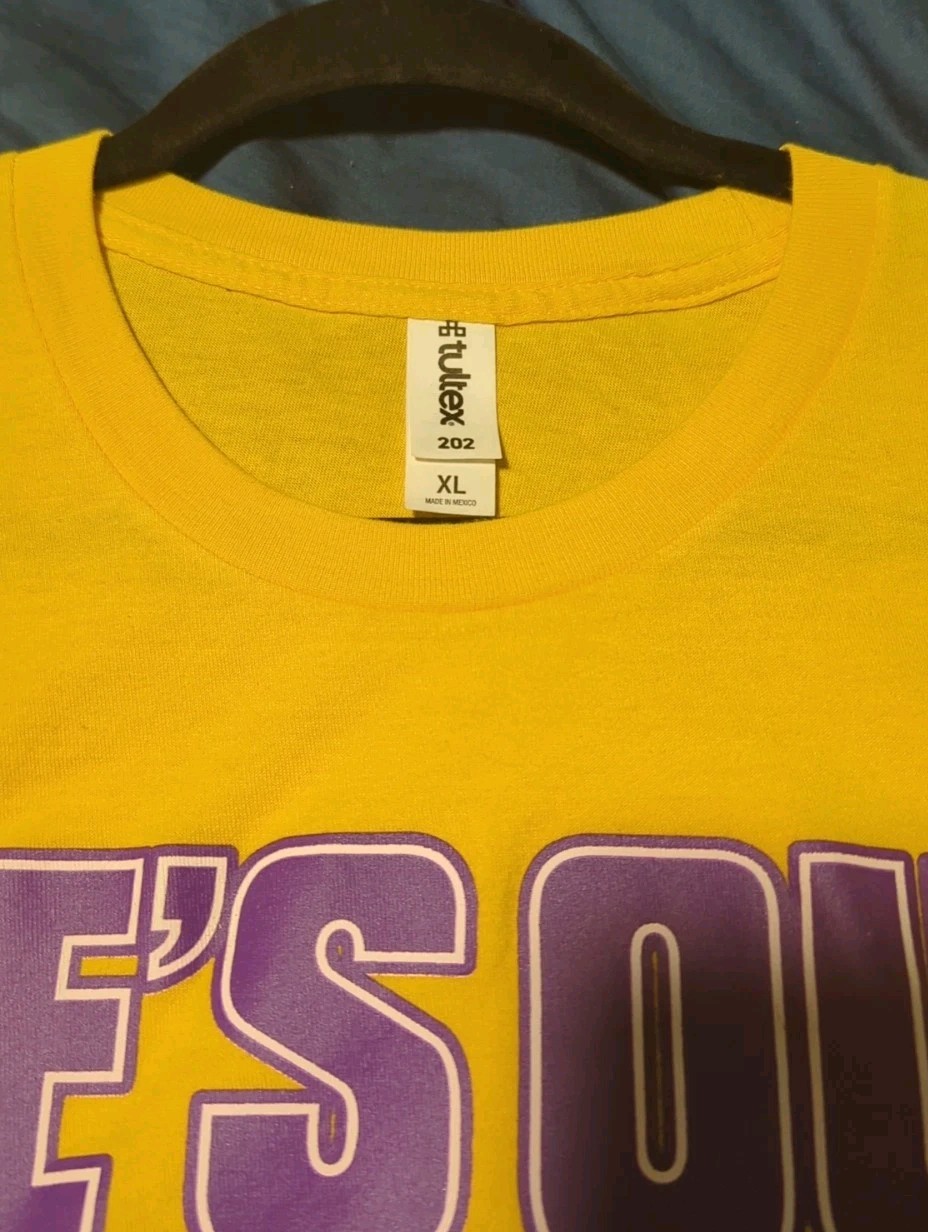 tultex
202
XL
MADE IN MEXICO
E'S OU